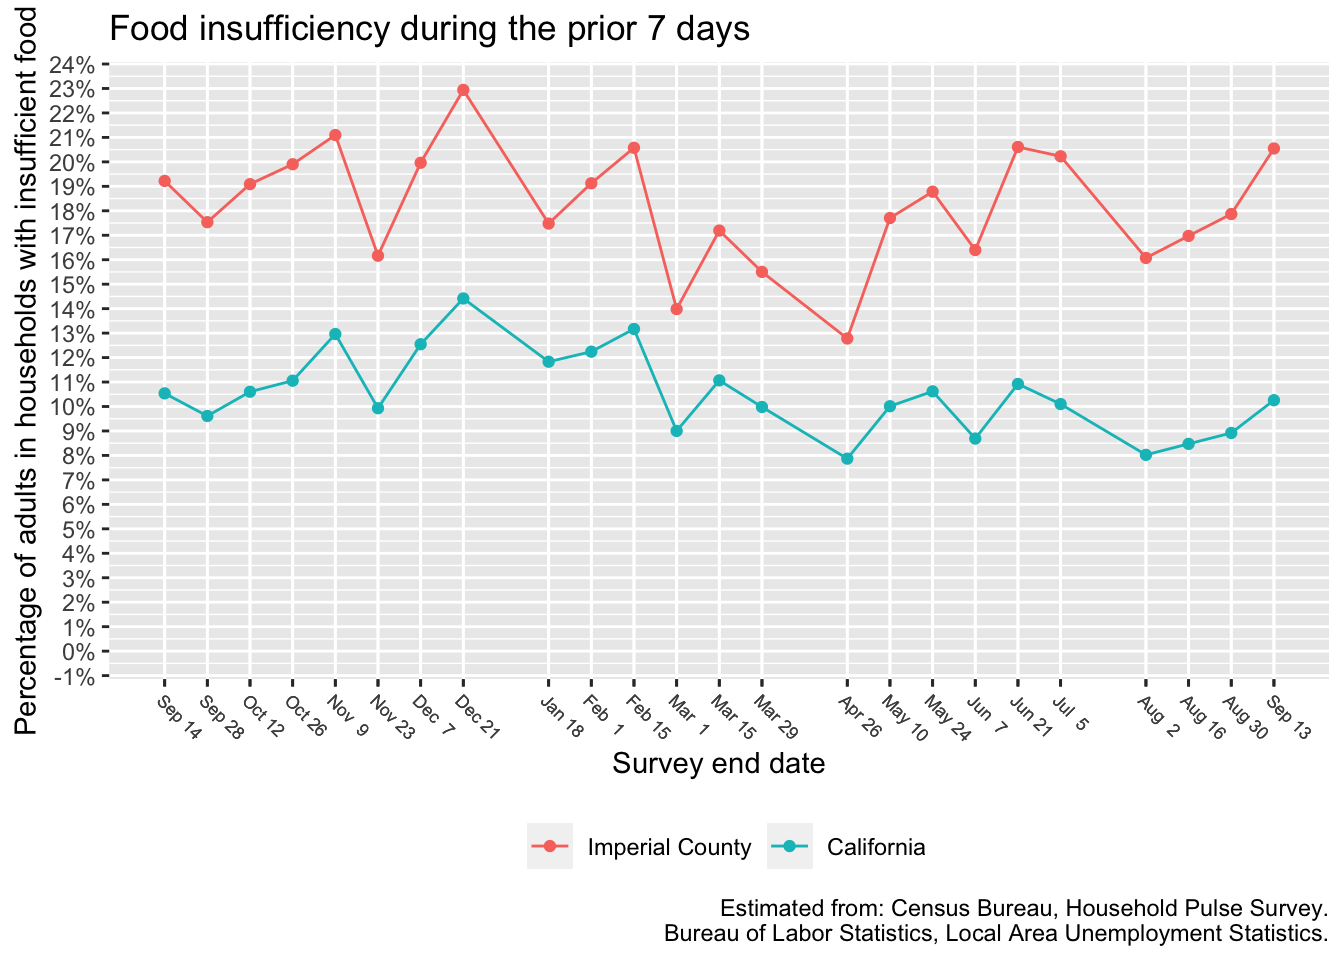 Food insufficiency during the prior 7 days
Percentage of adults in households with insufficient food
24%
23%
22%
21%
20%
19%
18%
17%
16%
15%
14%
13%
12%
11%
10%
9%
8%
7%
6%
5%
4%
3%
2%
1%
0%
-1%
Sep 14
Sep 28
Oct 12
Oct 26
Nov 9
Nov 23
Dec 7
Dec 21
Jan 18
Feb 1
Feb 15
Mar 1
Mar 15
Mar 29
Apr 26
May 10
May 24
Jun 7
Jun 21
Jul 5
Aug 2
Aug 16
Aug 30
Sep 13
Survey end date
Imperial County
California
Estimated from: Census Bureau, Household Pulse Survey.
Bureau of Labor Statistics, Local Area Unemployment Statistics.